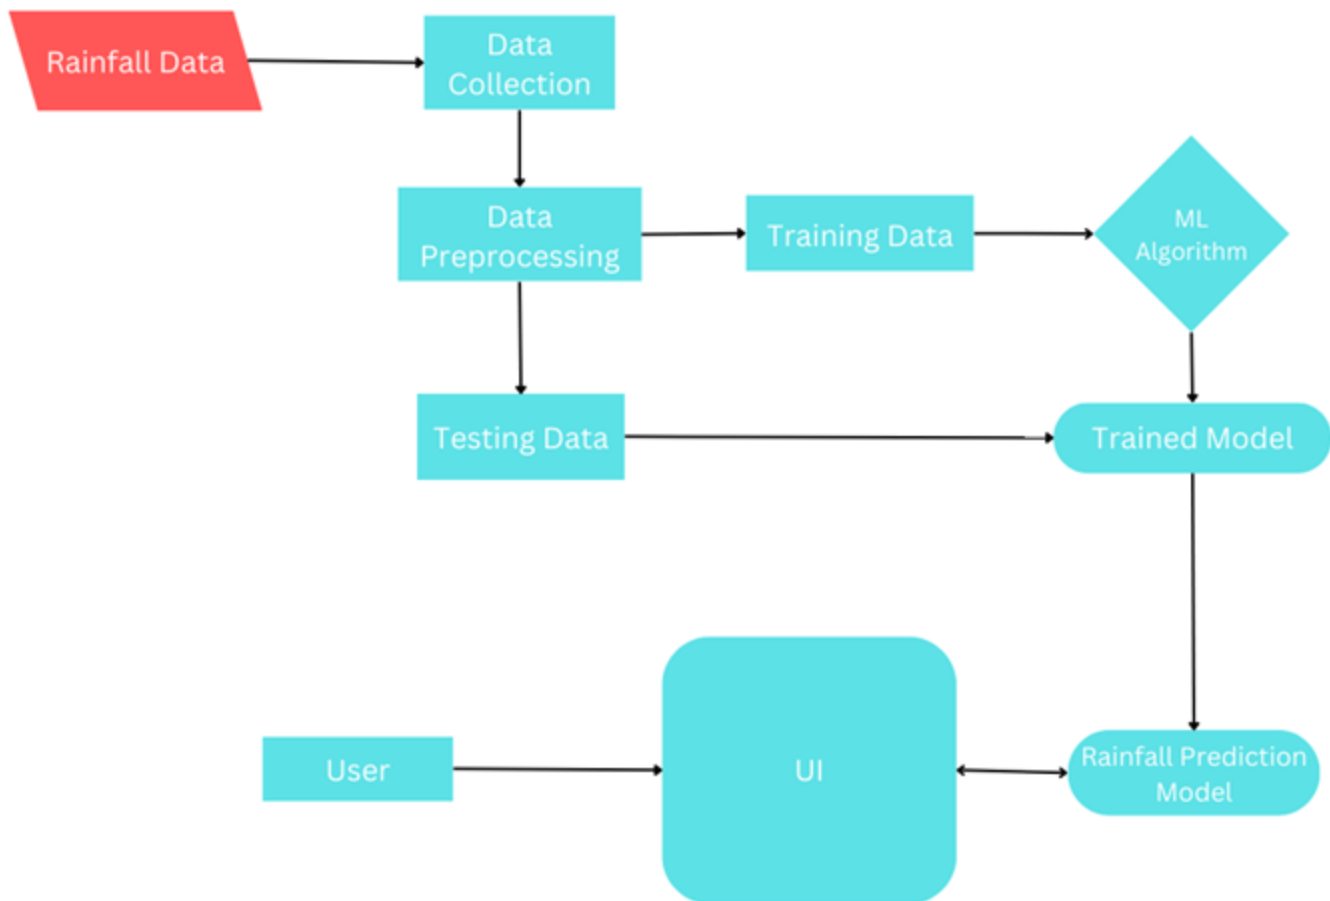 Rainfall Data
Data
Collection
Data
Preprocessing
Training Data
ML
Algorithm
Testing Data
Trained Model
User
UI
Rainfall Prediction
Model